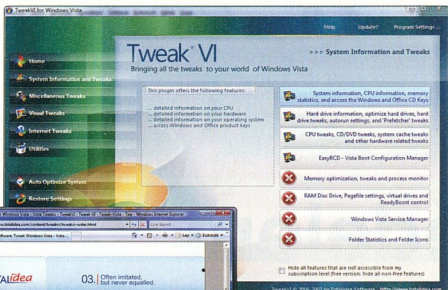 TweakVI for Windows Vista
Help Update? Program Settings ...
Tweak VI
Bringing all the tweaks to your world of Windows Vista
>>> System Information and Tweaks
Home
System Information and Tweaks
Miscellaneous Tweaks
Visual Tweaks
Internet Tweaks
Utilities
Auto Optimize System
Restore Settings
This plugin offers the following features:
... detailed information on your CPU
... detailed information on your hardware
... detailed information on your operating system
... access Windows and Office product keys
System information, CPU information, memory
statistics, and access the Windows and Office CD Keys
Hard drive information, optimize hard drives, hard
drive tweaks, autorun settings, and 'Prefetcher' tweaks
CPU tweaks, CD/DVD tweaks, system cache tweaks
and other hardware related tweaks
EasyBCD - Vista Boot Configuration Manager
Memory optimization, tweaks and process monitor
RAM Disc Drive, Pagefile settings, virtual drives and
ReadyBoost control
Windows Vista Service Manager
Folder Statistics and Folder Icons
Hide all features that are not accessible from my
subscription level (free version: hide all non-free features)
03. Often imitated,
but never equalled.
TALidea